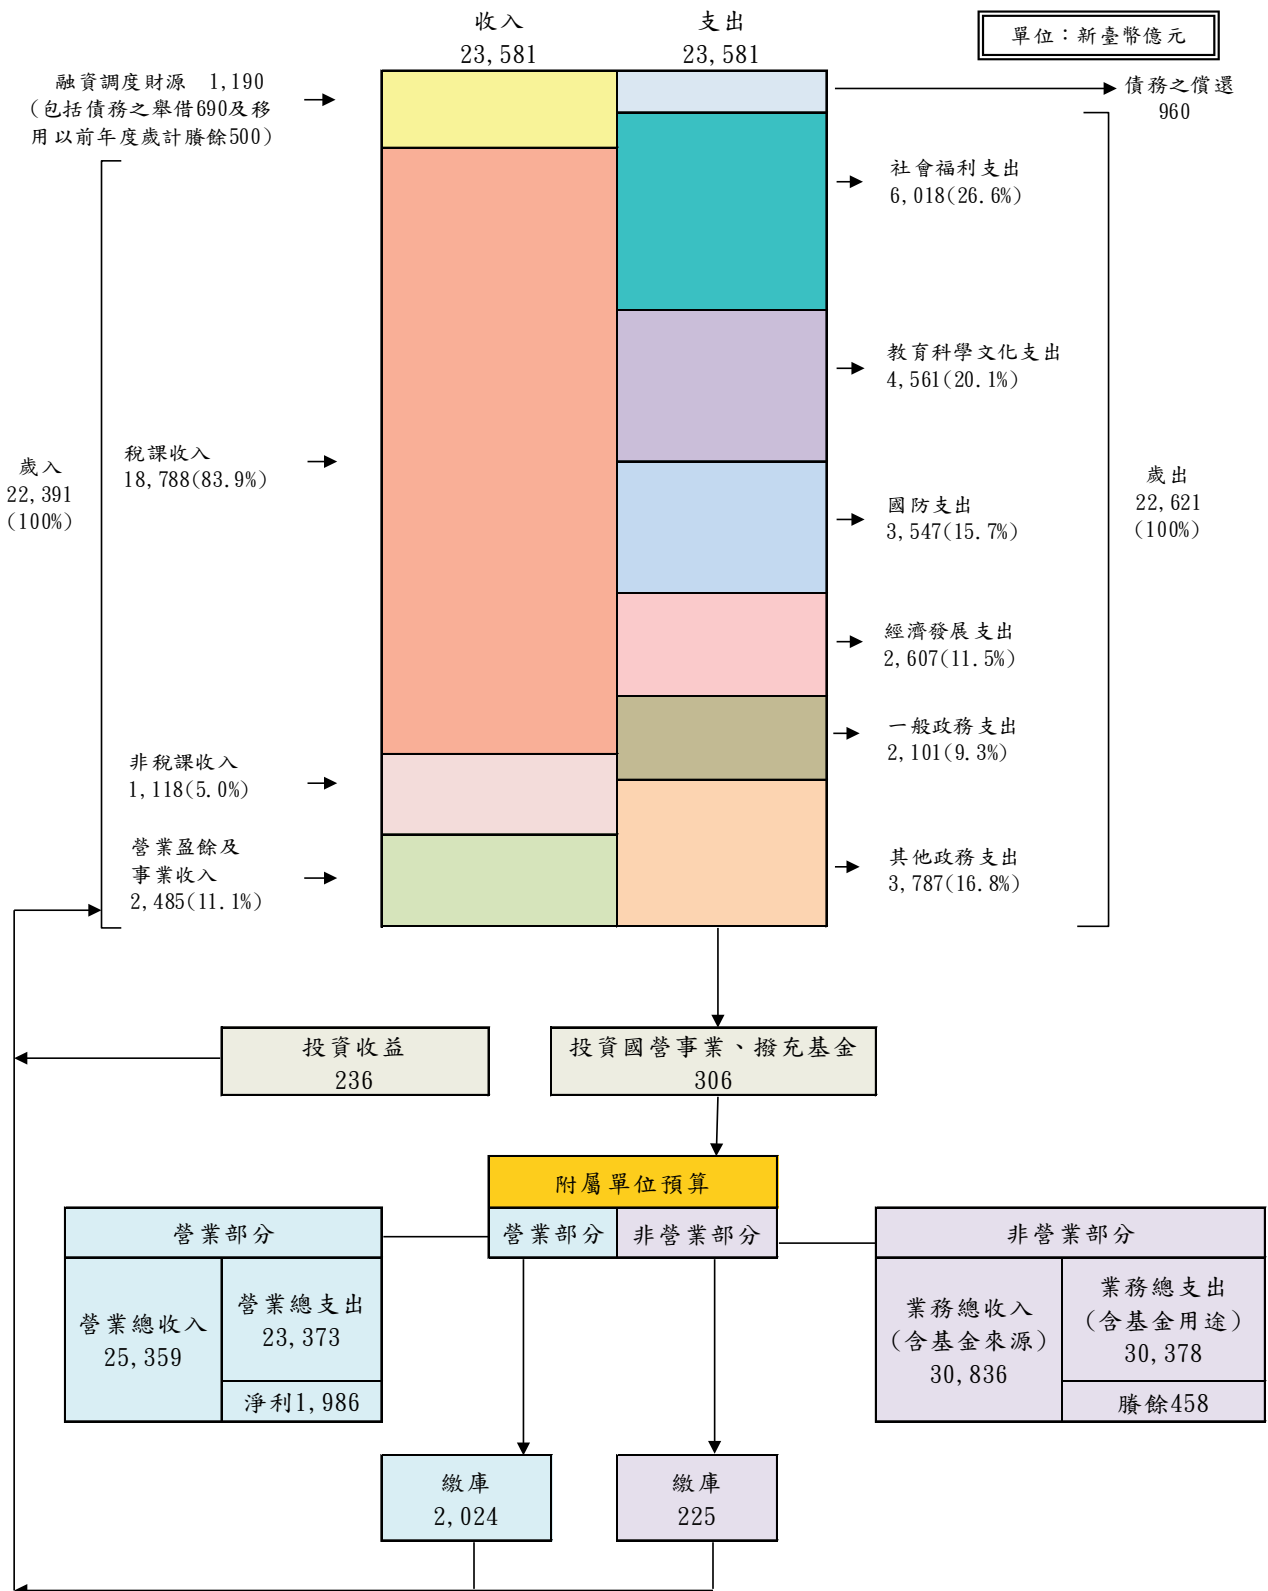 收入
23,581
支出
23,581
單位：新臺幣億元
融資調度財源 1,190
(包括債務之舉借690及移
用以前年度歲計賸餘500)
債務之償還
960
社會福利支出
6,018(26.6%)
教育科學文化支出
4,561(20.1%)
歲入
22,391
(100%)
稅課收入
18,788(83.9%)
國防支出
3,547(15.7%)
歲出
22,621
(100%)
經濟發展支出
2,607(11.5%)
非稅課收入
1,118(5.0%)
一般政務支出
2,101(9.3%)
營業盈餘及
事業收入
2,485(11.1%)
其他政務支出
3,787(16.8%)
投資收益
236
投資國營事業、撥充基金
306
附屬單位預算
營業部分
非營業部分
營業部分
營業總收入
25,359
營業總支出
23,373
淨利1,986
非營業部分
業務總收入
(含基金來源)
30,836
業務總支出
(含基金用途)
30,378
賸餘458
繳庫
2,024
繳庫
225